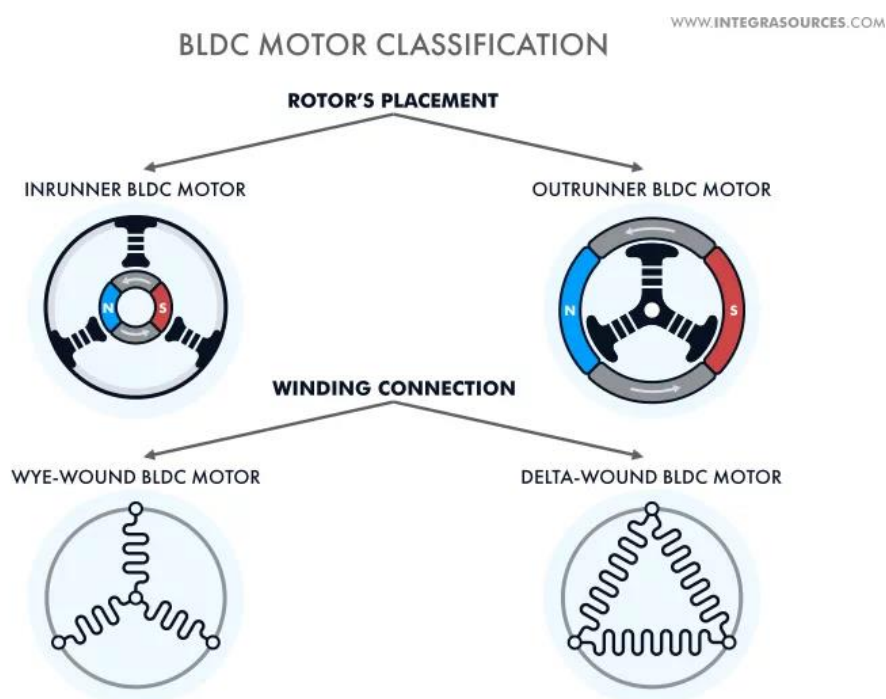 WWW.INTEGRASOURCES.COM
BLDC MOTOR CLASSIFICATION
ROTOR'S PLACEMENT
INRUNNER BLDC MOTOR
OUTRUNNER BLDC MOTOR
N
S
N
S
WINDING CONNECTION
WYE-WOUND BLDC MOTOR
DELTA-WOUND BLDC MOTOR